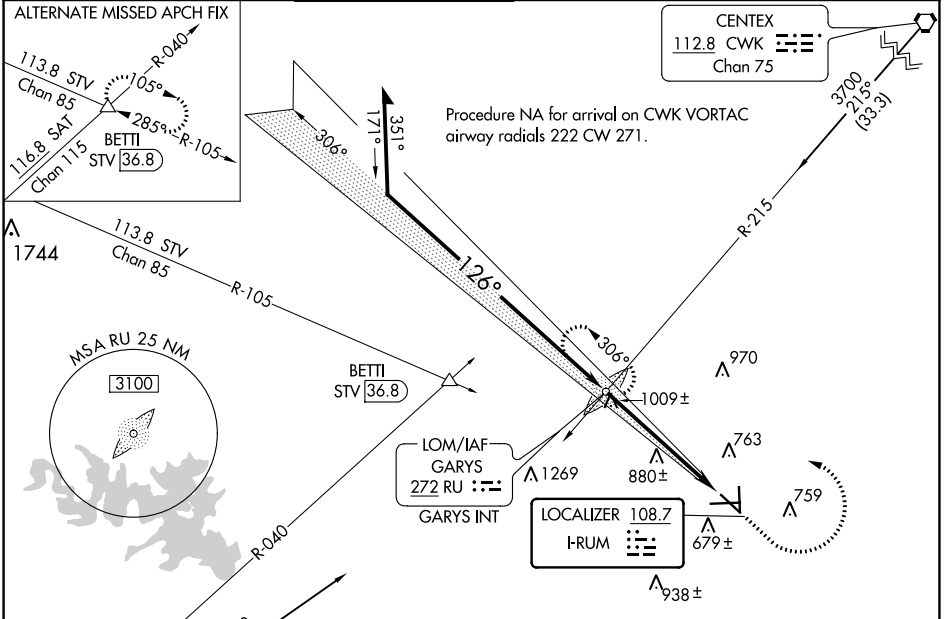 ALTERNATE MISSED APCH FIX
R-040
113.8 STV
Chan 85
105°
285°
R-105
BETTI
STV 36.8
116.8 SAT
Chan 115
CENTEX
112.8 CWK
Chan 75
3700
215°
(33.3)
Procedure NA for arrival on CWK VORTAC
airway radials 222 CW 271.
306°
171°
351°
R-215
1744
113.8 STV
Chan 85
R-105
126°
MSA RU 25 NM
3100
BETTI
STV 36.8
306°
970
1009±
LOM/IAF
GARYS
272 RU
GARYS INT
1269
880±
763
759
LOCALIZER 108.7
I-RUM
679±
938±
R-040